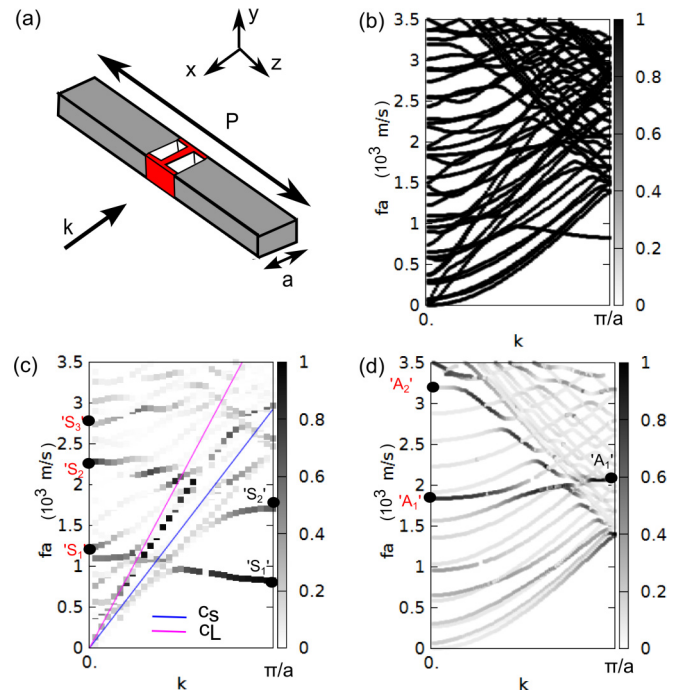 (a)
y
x
z
P
k
a
(b)
3.5
3
2.5
2
1.5
1
0.5
0
fa (10³ m/s)
0.
k
π/a
1
0.8
0.6
0.4
0.2
0
(c)
3.5
3
2.5
2
1.5
1
0.5
0
fa (10³ m/s)
'S₃'
'S₂'
'S₁'
'S₂'
'S₁'
cS
cL
0.
k
π/a
1
0.8
0.6
0.4
0.2
0
(d)
3.5
3
2.5
2
1.5
1
0.5
0
fa (10³ m/s)
'A₂'
'A₁'
'A₁'
0.
k
π/a
1
0.8
0.6
0.4
0.2
0